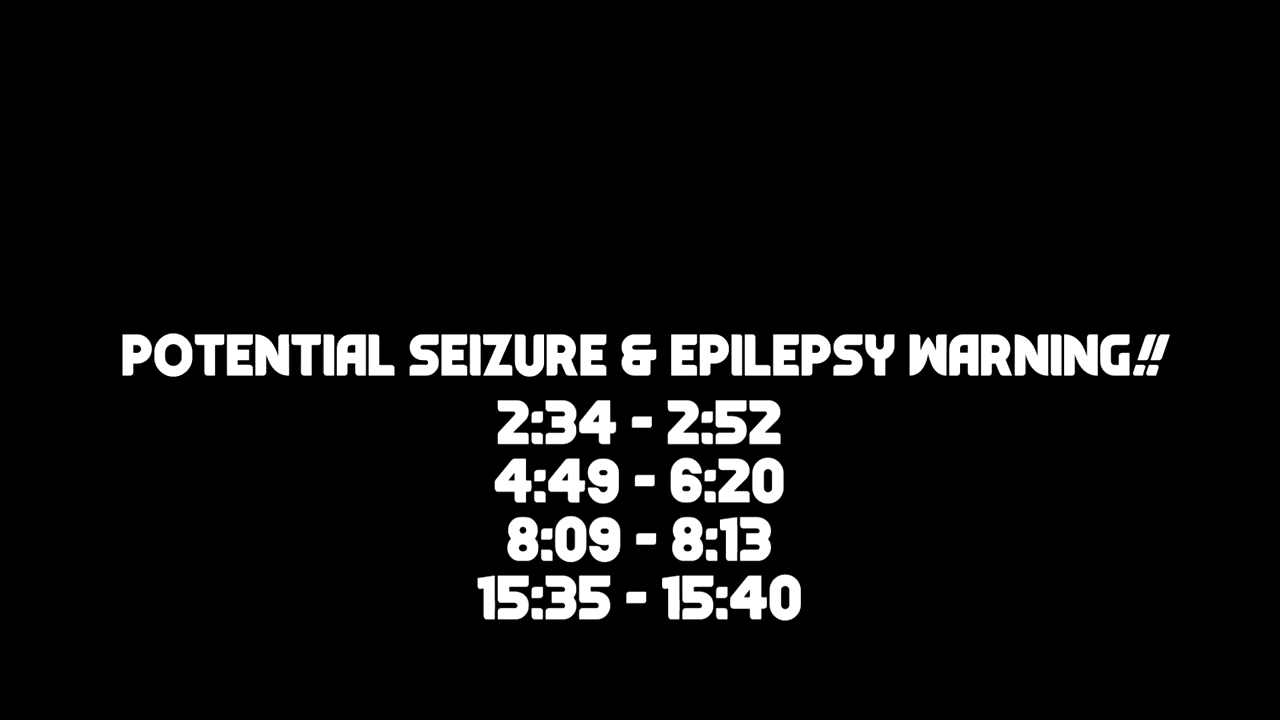 POTENTIAL SEIZURE & EPILEPSY WARNING!!
2:34 - 2:52
4:49 - 6:20
8:09 - 8:13
15:35 - 15:40